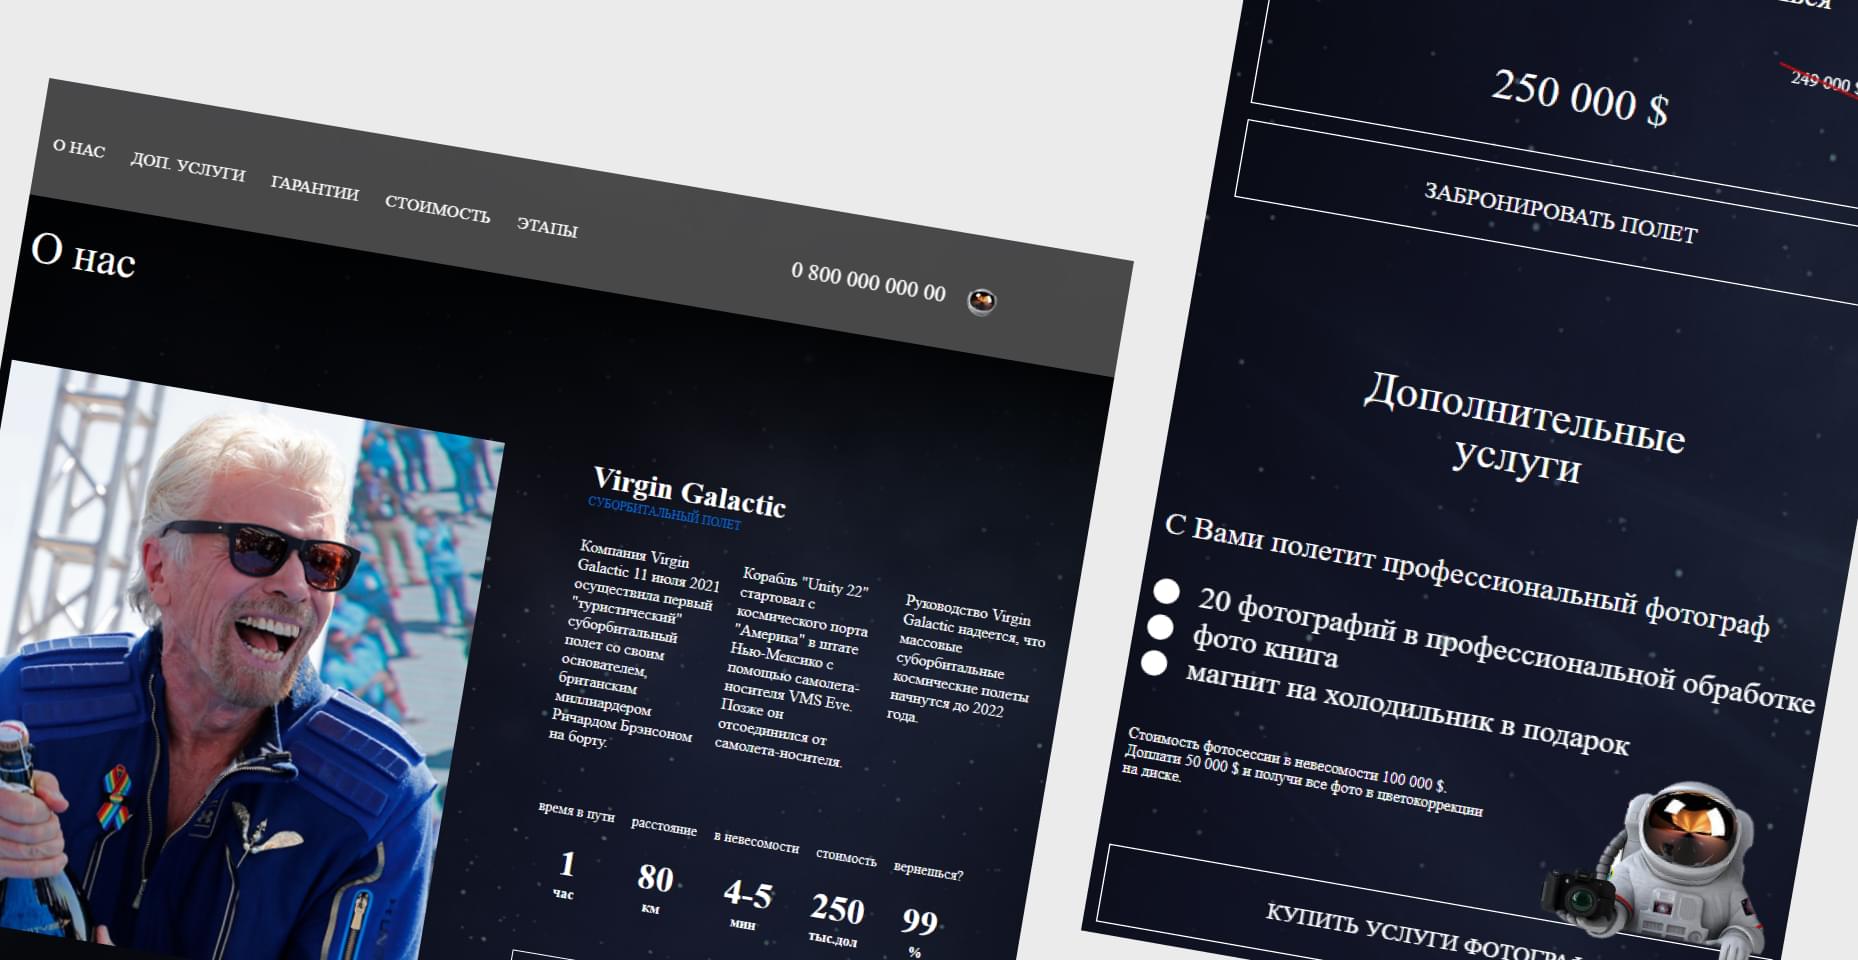 О НАС ДОП. УСЛУГИ ГАРАНТИИ СТОИМОСТЬ ЭТАПЫ
0 800 000 000 00
О нас
Virgin Galactic
СУБОРБИТАЛЬНЫЙ ПОЛЕТ
Компания Virgin
Galactic 11 июля 2021
осуществила первый
"туристический"
суборбитальный
полет со своим
основателем,
британским
миллиардером
Ричардом Брэнсоном
на борту.
Корабль "Unity 22"
стартовал с
космического порта
"Америка" в штате
Нью-Мексико с
помощью самолета-
носителя VMS Eve.
Позже он
отсоединился от
самолета-носителя.
Руководство Virgin
Galactic надеется, что
массовые
суборбитальные
космические полеты
начнутся до 2022
года.
время в пути
1
час
расстояние
80
км
в невесомости
4-5
мин
стоимость
250
тыс.дол
вернешься?
99
%
250 000 $
249 000 $
ЗАБРОНИРОВАТЬ ПОЛЕТ
Дополнительные
услуги
С Вами полетит профессиональный фотограф
20 фотографий в профессиональной обработке
фото книга
магнит на холодильник в подарок
Стоимость фотосессии в невесомости 100 000 $.
Доплати 50 000 $ и получи все фото в цветокоррекции
на диске.
КУПИТЬ УСЛУГИ ФОТОГРА